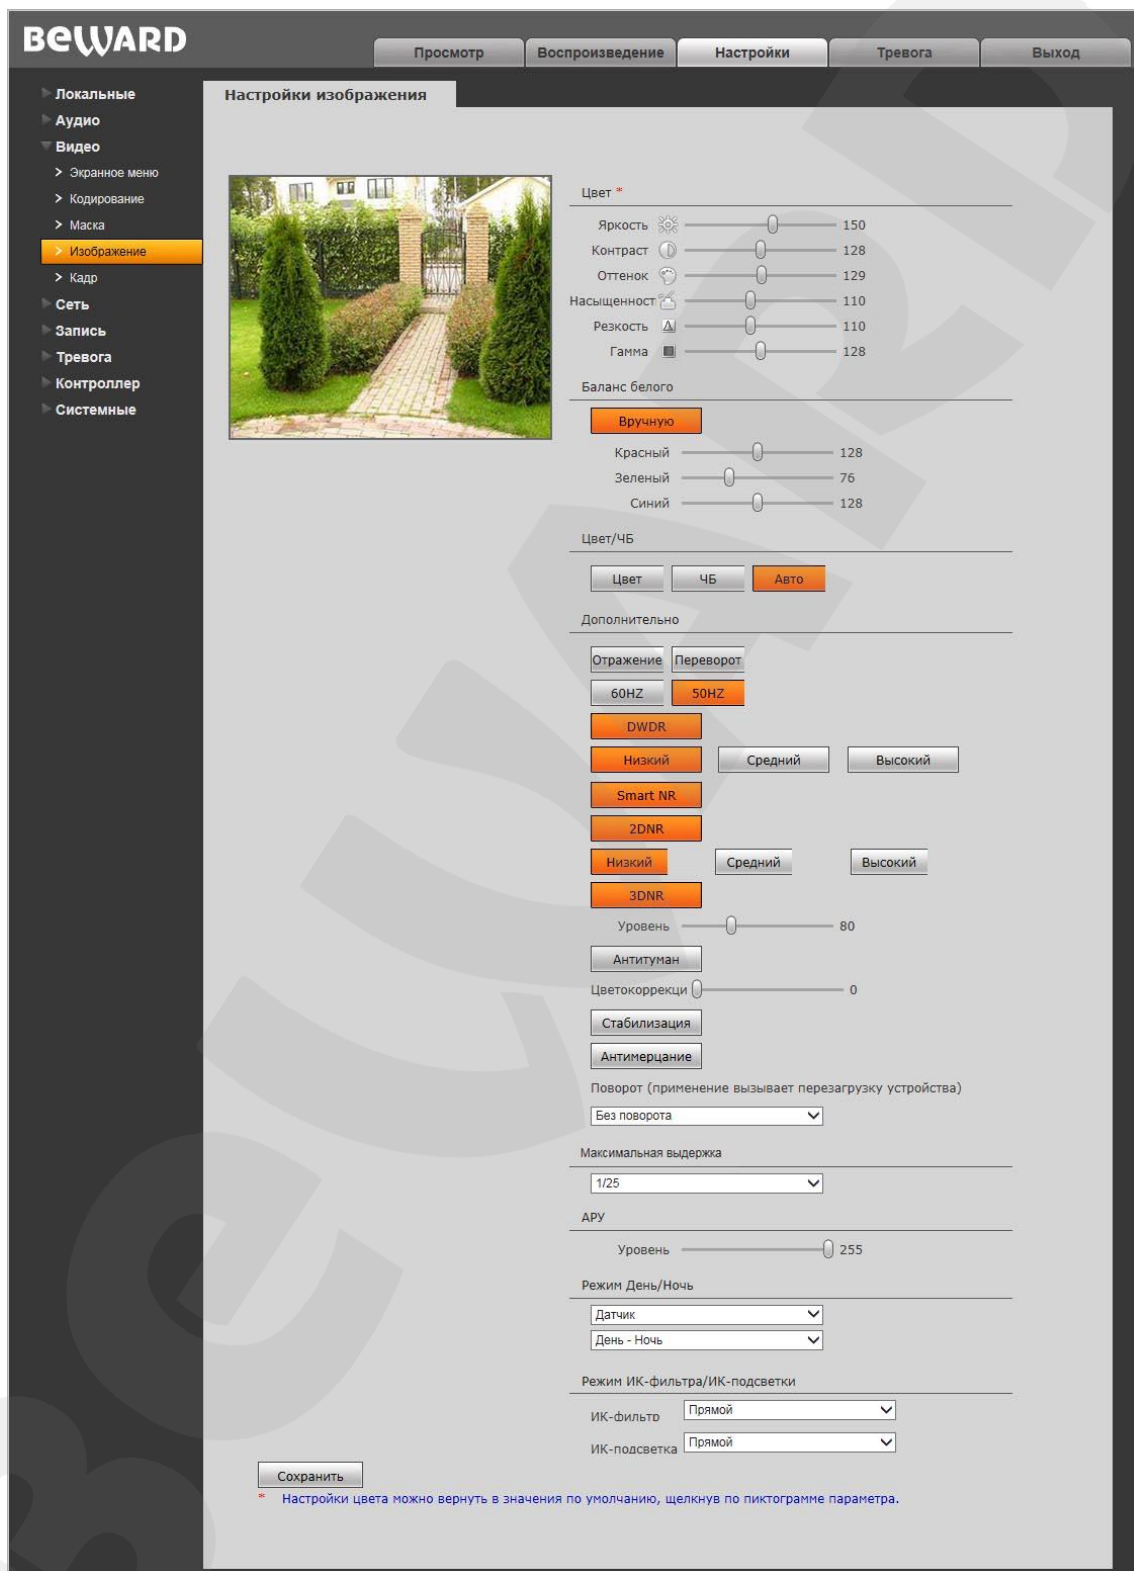 BEWARD
Просмотр Воспроизведение Настройки Тревога Выход
Локальные
Аудио
Видео
> Экранное меню
> Кодирование
> Маска
> Изображение
> Кадр
Сеть
Запись
Тревога
Контроллер
Системные
Настройки изображения
Цвет *
Яркость 150
Контраст 128
Оттенок 129
Насыщенност 110
Резкость 110
Гамма 128
Баланс белого
Вручную
Красный 128
Зеленый 76
Синий 128
Цвет/ЧБ
Цвет ЧБ Авто
Дополнительно
Отражение Переворот
60HZ 50HZ
DWDR
Низкий Средний Высокий
Smart NR
2DNR
Низкий Средний Высокий
3DNR
Уровень 80
Антитуман
Цветокоррекци 0
Стабилизация
Антимерцание
Поворот (применение вызывает перезагрузку устройства)
Без поворота
Максимальная выдержка
1/25
АРУ
Уровень 255
Режим День/Ночь
Датчик
День - Ночь
Режим ИК-фильтра/ИК-подсветки
ИК-фильтр Прямой
ИК-подсветка Прямой
Сохранить
* Настройки цвета можно вернуть в значения по умолчанию, щелкнув по пиктограмме параметра.